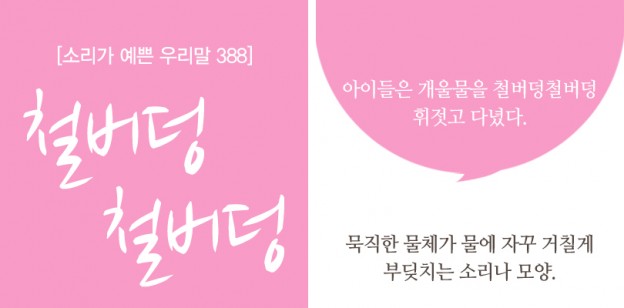 [소리가 예쁜 우리말 388]
철버덩
철버덩
아이들은 개울물을 철버덩철버덩
휘젓고 다녔다.
묵직한 물체가 물에 자꾸 거칠게
부딪치는 소리나 모양.